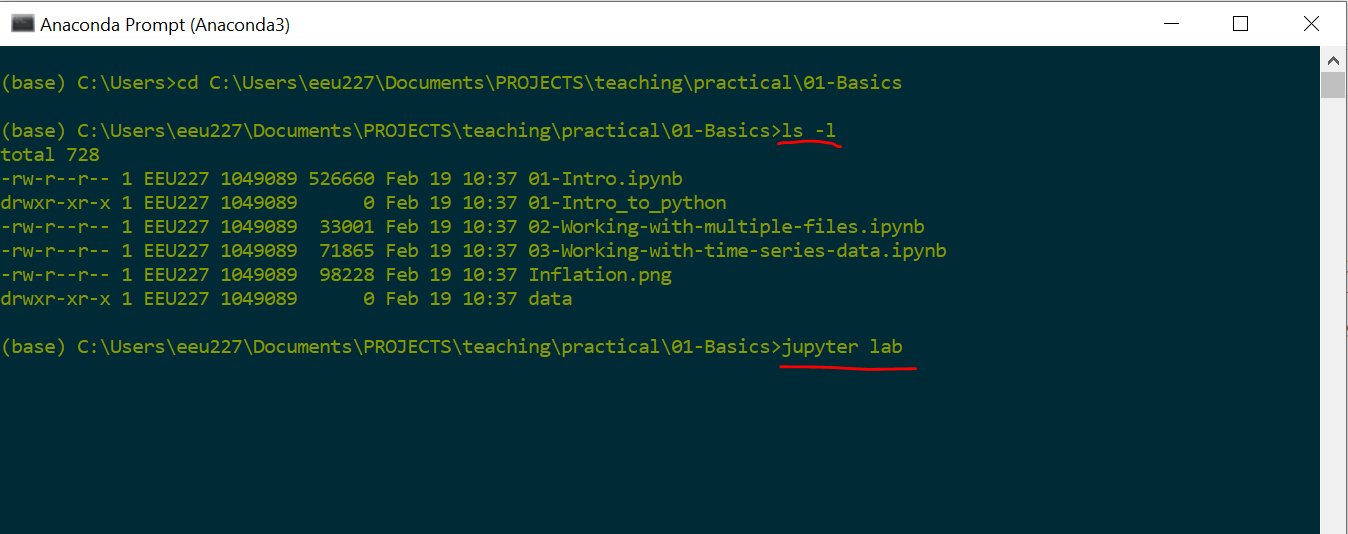 Anaconda Prompt (Anaconda3)
(base) C:\Users>cd C:\Users\eeu227\Documents\PROJECTS\teaching\practical\01-Basics
(base) C:\Users\eeu227\Documents\PROJECTS\teaching\practical\01-Basics>ls -l
total 728
-rw-r--r-- 1 EEU227 1049089 526660 Feb 19 10:37 01-Intro.ipynb
drwxr-xr-x 1 EEU227 1049089      0 Feb 19 10:37 01-Intro_to_python
-rw-r--r-- 1 EEU227 1049089  33001 Feb 19 10:37 02-Working-with-multiple-files.ipynb
-rw-r--r-- 1 EEU227 1049089  71865 Feb 19 10:37 03-Working-with-time-series-data.ipynb
-rw-r--r-- 1 EEU227 1049089  98228 Feb 19 10:37 Inflation.png
drwxr-xr-x 1 EEU227 1049089      0 Feb 19 10:37 data
(base) C:\Users\eeu227\Documents\PROJECTS\teaching\practical\01-Basics>jupyter lab